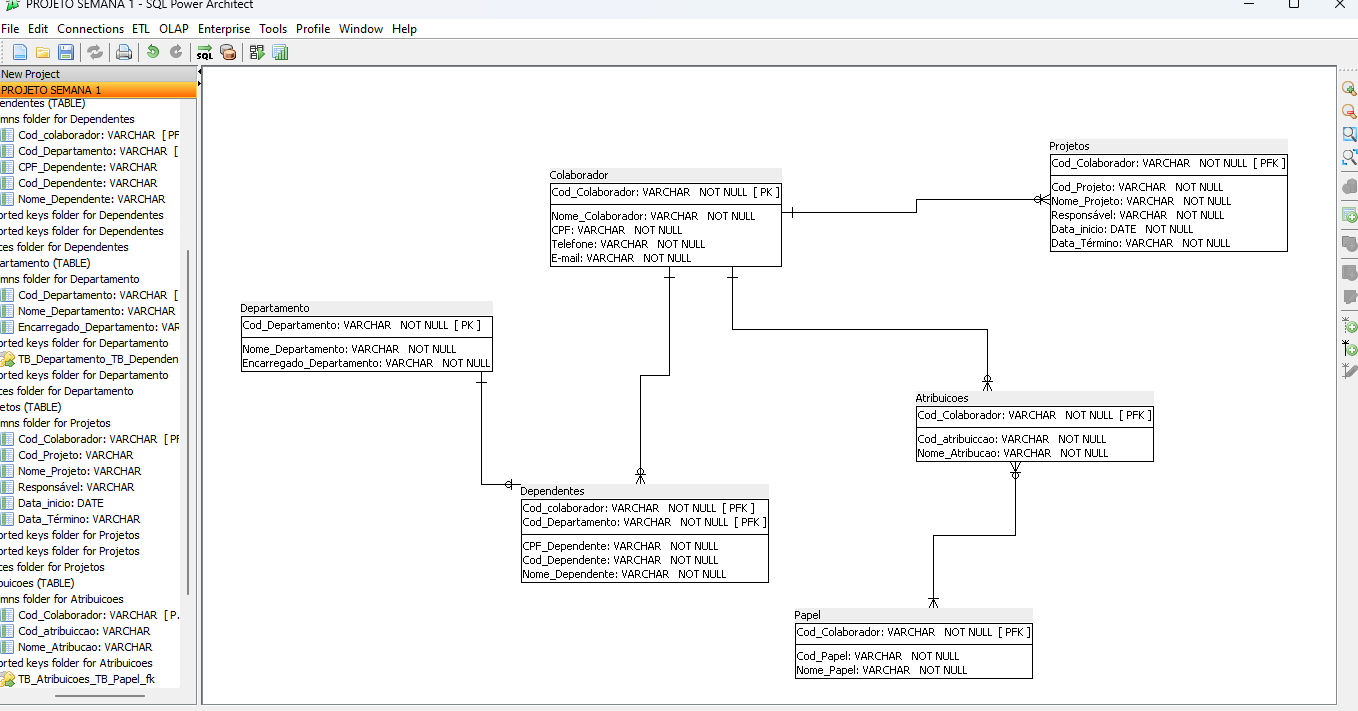 PROJETO SEMANA 1 - SQL Power Architect
File Edit Connections ETL OLAP Enterprise Tools Profile Window Help
SQL
New Project
PROJETO SEMANA 1
endentes (TABLE)
mns folder for Dependentes
Cod_colaborador: VARCHAR [ PF
Cod_Departamento: VARCHAR [
CPF_Dependente: VARCHAR
Cod_Dependente: VARCHAR
Nome_Dependente: VARCHAR
orted keys folder for Dependentes
orted keys folder for Dependentes
ces folder for Dependentes
artamento (TABLE)
mns folder for Departamento
Cod_Departamento: VARCHAR [
Nome_Departamento: VARCHAR
Encarregado_Departamento: VAR
orted keys folder for Departamento
TB_Departamento_TB_Dependen
orted keys folder for Departamento
ces folder for Departamento
etos (TABLE)
mns folder for Projetos
Cod_Colaborador: VARCHAR [ PF
Cod_Projeto: VARCHAR
Nome_Projeto: VARCHAR
Responsável: VARCHAR
Data_inicio: DATE
Data_Término: VARCHAR
orted keys folder for Projetos
orted keys folder for Projetos
ces folder for Projetos
buicoes (TABLE)
mns folder for Atribuicoes
Cod_Colaborador: VARCHAR [ P.
Cod_atribuiccao: VARCHAR
Nome_Atribucao: VARCHAR
orted keys folder for Atribuicoes
TB_Atribuicoes_TB_Papel_fk
Colaborador
Cod_Colaborador: VARCHAR NOT NULL [ PK ]
Nome_Colaborador: VARCHAR NOT NULL
CPF: VARCHAR NOT NULL
Telefone: VARCHAR NOT NULL
E-mail: VARCHAR NOT NULL
Projetos
Cod_Colaborador: VARCHAR NOT NULL [ PFK ]
Cod_Projeto: VARCHAR NOT NULL
Nome_Projeto: VARCHAR NOT NULL
Responsável: VARCHAR NOT NULL
Data_inicio: DATE NOT NULL
Data_Término: VARCHAR NOT NULL
Departamento
Cod_Departamento: VARCHAR NOT NULL [ PK ]
Nome_Departamento: VARCHAR NOT NULL
Encarregado_Departamento: VARCHAR NOT NULL
Atribuicoes
Cod_Colaborador: VARCHAR NOT NULL [ PFK ]
Cod_atribuiccao: VARCHAR NOT NULL
Nome_Atribucao: VARCHAR NOT NULL
Dependentes
Cod_colaborador: VARCHAR NOT NULL [ PFK ]
Cod_Departamento: VARCHAR NOT NULL [ PFK ]
CPF_Dependente: VARCHAR NOT NULL
Cod_Dependente: VARCHAR NOT NULL
Nome_Dependente: VARCHAR NOT NULL
Papel
Cod_Colaborador: VARCHAR NOT NULL [ PFK ]
Cod_Papel: VARCHAR NOT NULL
Nome_Papel: VARCHAR NOT NULL